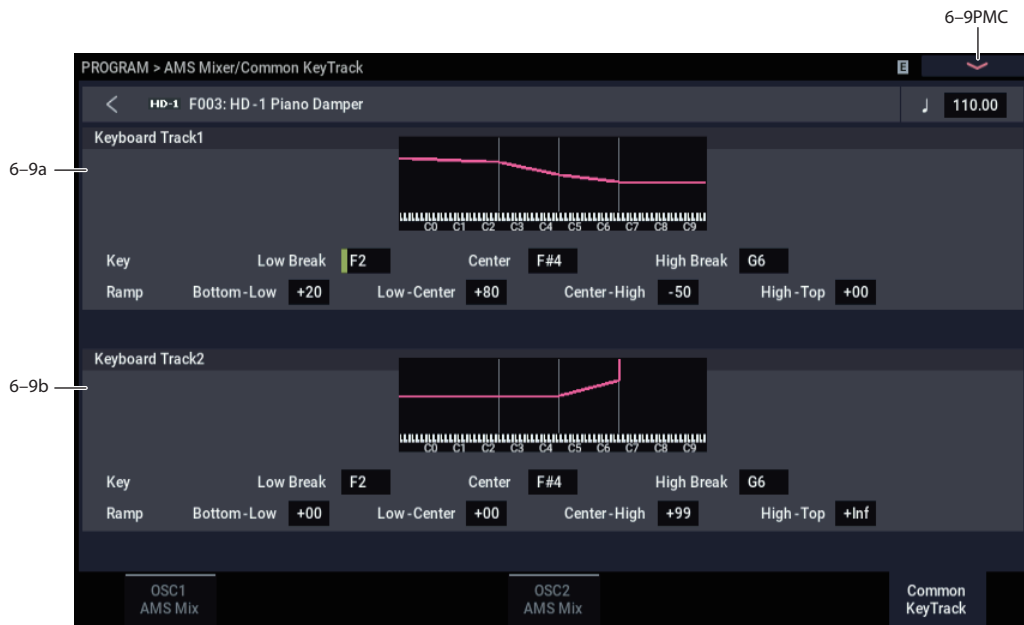 6–9PMC
PROGRAM > AMS Mixer/Common KeyTrack
E
HD-1 F003: HD-1 Piano Damper
♩ 110.00
Keyboard Track1
6–9a
C0 C1 C2 C3 C4 C5 C6 C7 C8 C9
Key Low Break F2 Center F#4 High Break G6
Ramp Bottom-Low +20 Low-Center +80 Center-High -50 High-Top +00
Keyboard Track2
6–9b
C0 C1 C2 C3 C4 C5 C6 C7 C8 C9
Key Low Break F2 Center F#4 High Break G6
Ramp Bottom-Low +00 Low-Center +00 Center-High +99 High-Top +Inf
OSC1 AMS Mix
OSC2 AMS Mix
Common KeyTrack